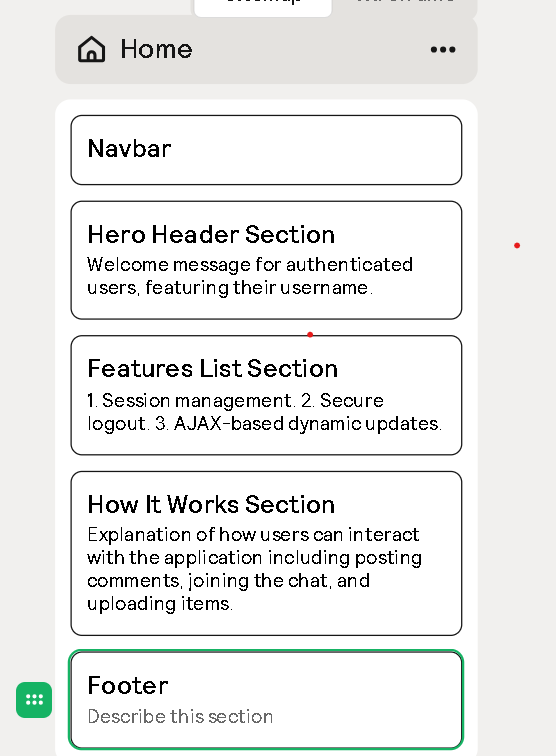 Home
Navbar
Hero Header Section
Welcome message for authenticated
users, featuring their username.
Features List Section
1. Session management. 2. Secure
logout. 3. AJAX-based dynamic updates.
How It Works Section
Explanation of how users can interact
with the application including posting
comments, joining the chat, and
uploading items.
Footer
Describe this section